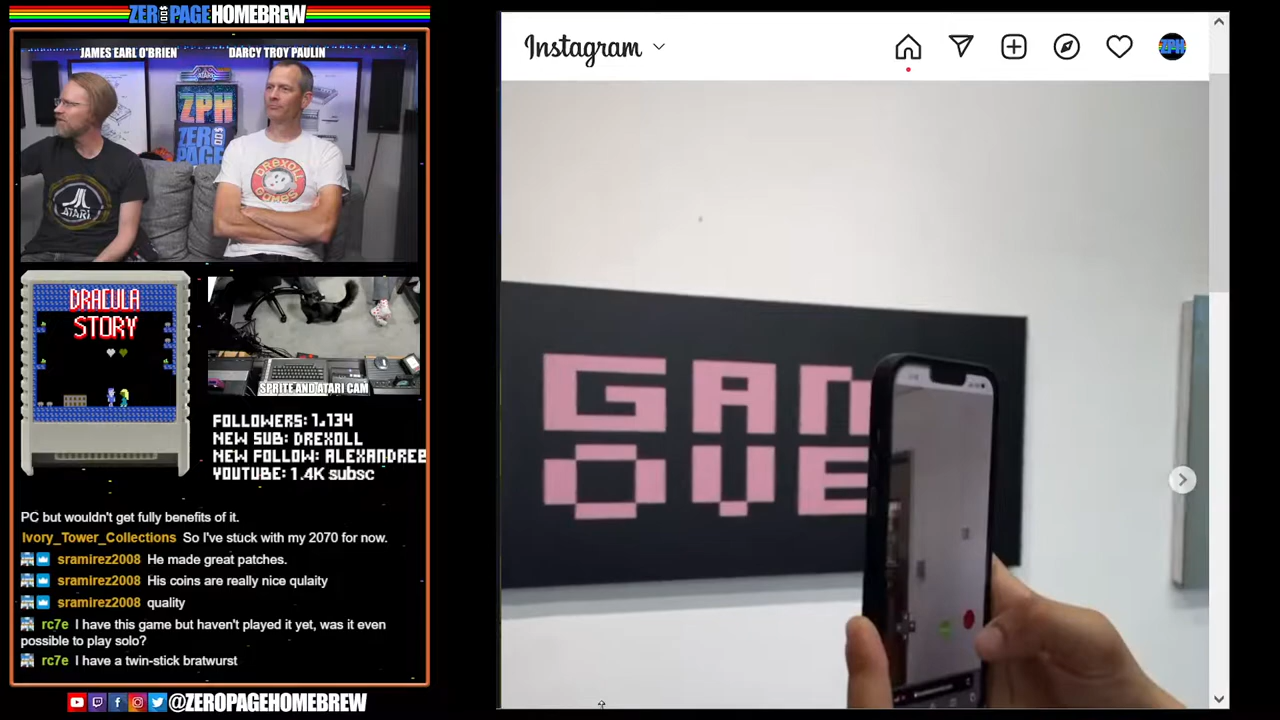 ZEROPAGEHOMEBREW
JAMES EARL O'BRIEN
DARCY TROY PAULIN
ATARI
ZPH
ZERO
PAGE
ATARI
DREXOLL
GAMES
DRACULA
STORY
SPRITE AND ATARI CAM
FOLLOWERS: 1,134
NEW SUB: DREXOLL
NEW FOLLOW: ALEXANDREB
YOUTUBE: 1.4K subsc
PC but wouldn't get fully benefits of it.
Ivory_Tower_Collections So I've stuck with my 2070 for now.
sramirez2008 He made great patches.
sramirez2008 His coins are really nice qulaity
sramirez2008 quality
rc7e I have this game but haven't played it yet, was it even
possible to play solo?
rc7e I have a twin-stick bratwurst
@ZEROPAGEHOMEBREW
Instagram
ZPH
GAM
OVE